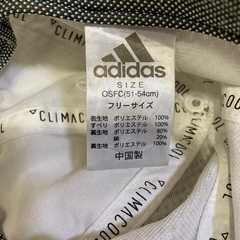 adidas
SIZE
OSFC(51-54cm)
フリーサイズ
表生地 ポリエステル 100%
すべり ポリエステル 100%
裏生地 ポリエステル 80%
綿 20%
裏生地 ポリエステル 100%
中国製
CLIMACOOL
CLIMACOOL
CLIMACOOL